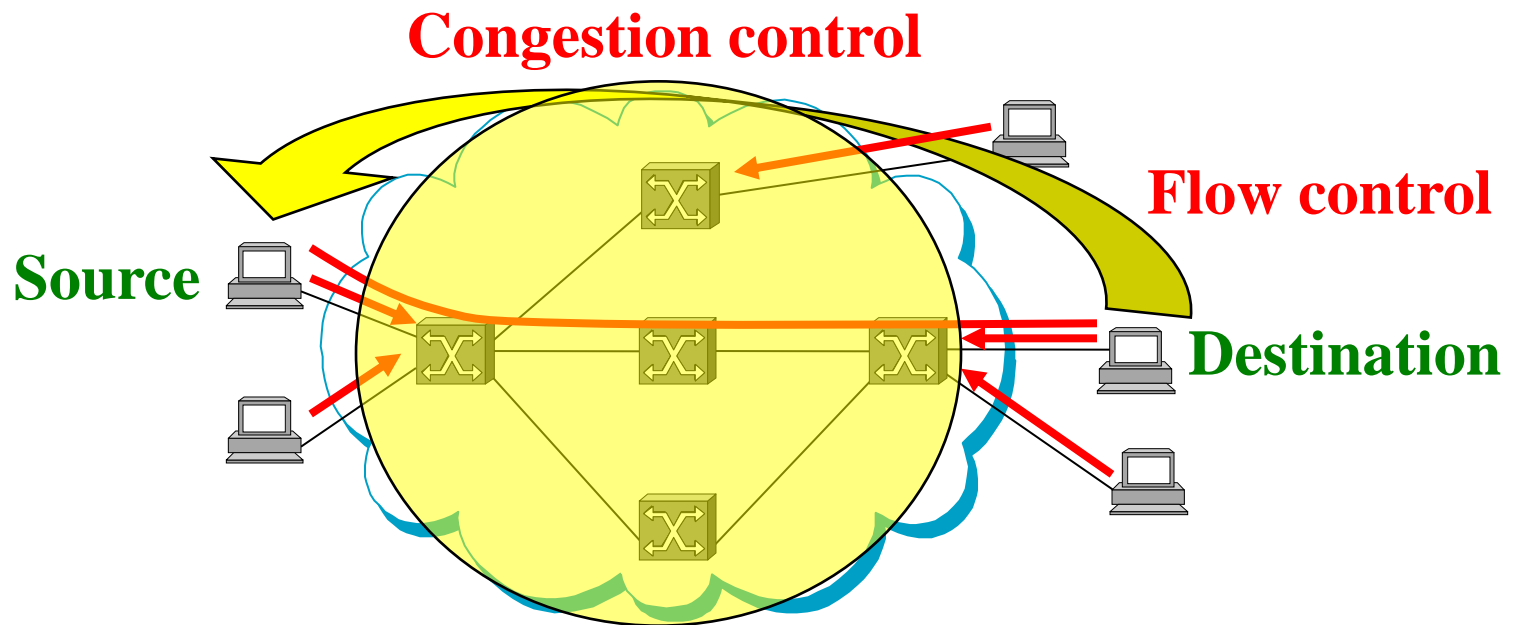 Congestion control
Flow control
Source
Destination